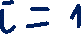 i = 1